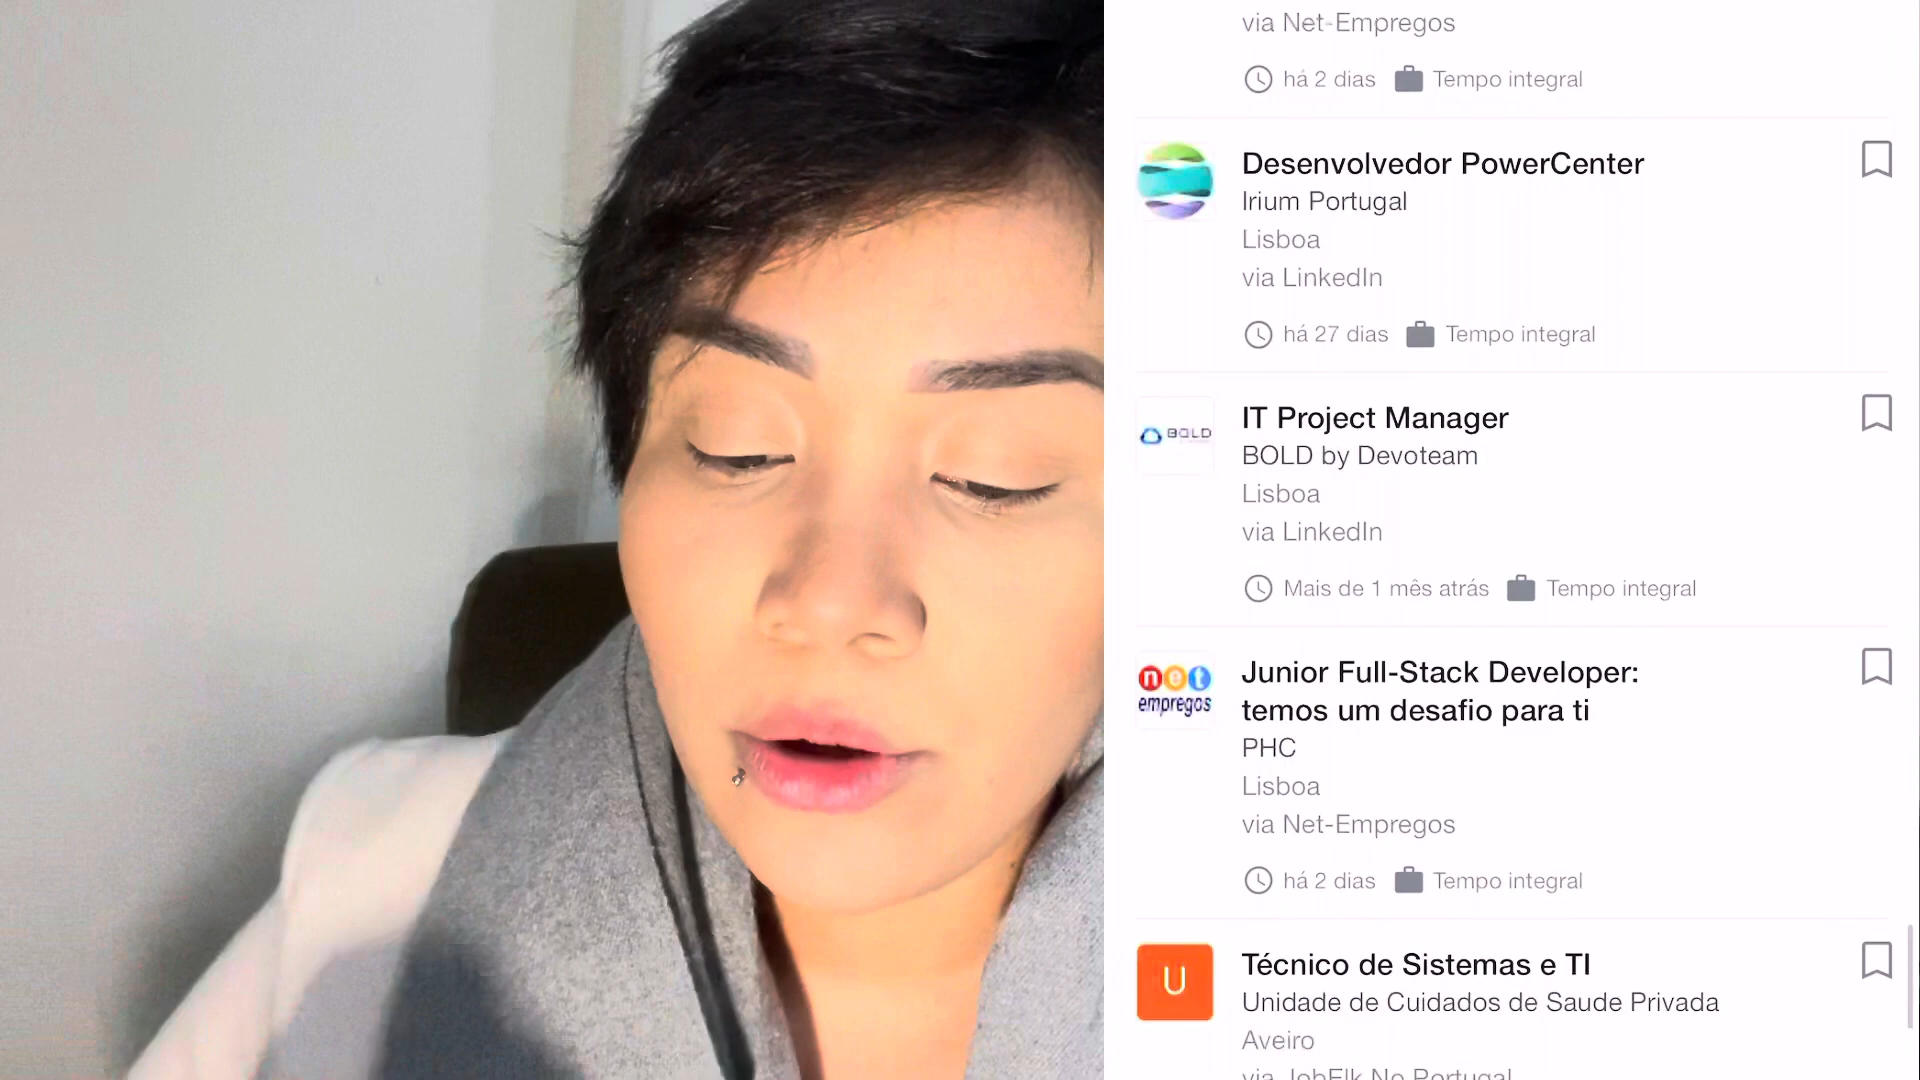 via Net-Empregos
há 2 dias Tempo integral
Desenvolvedor PowerCenter
Irium Portugal
Lisboa
via LinkedIn
há 27 dias Tempo integral
BOLD
IT Project Manager
BOLD by Devoteam
Lisboa
via LinkedIn
Mais de 1 mês atrás Tempo integral
net
empregos
Junior Full-Stack Developer:
temos um desafio para ti
PHC
Lisboa
via Net-Empregos
há 2 dias Tempo integral
U
Técnico de Sistemas e TI
Unidade de Cuidados de Saude Privada
Aveiro
via